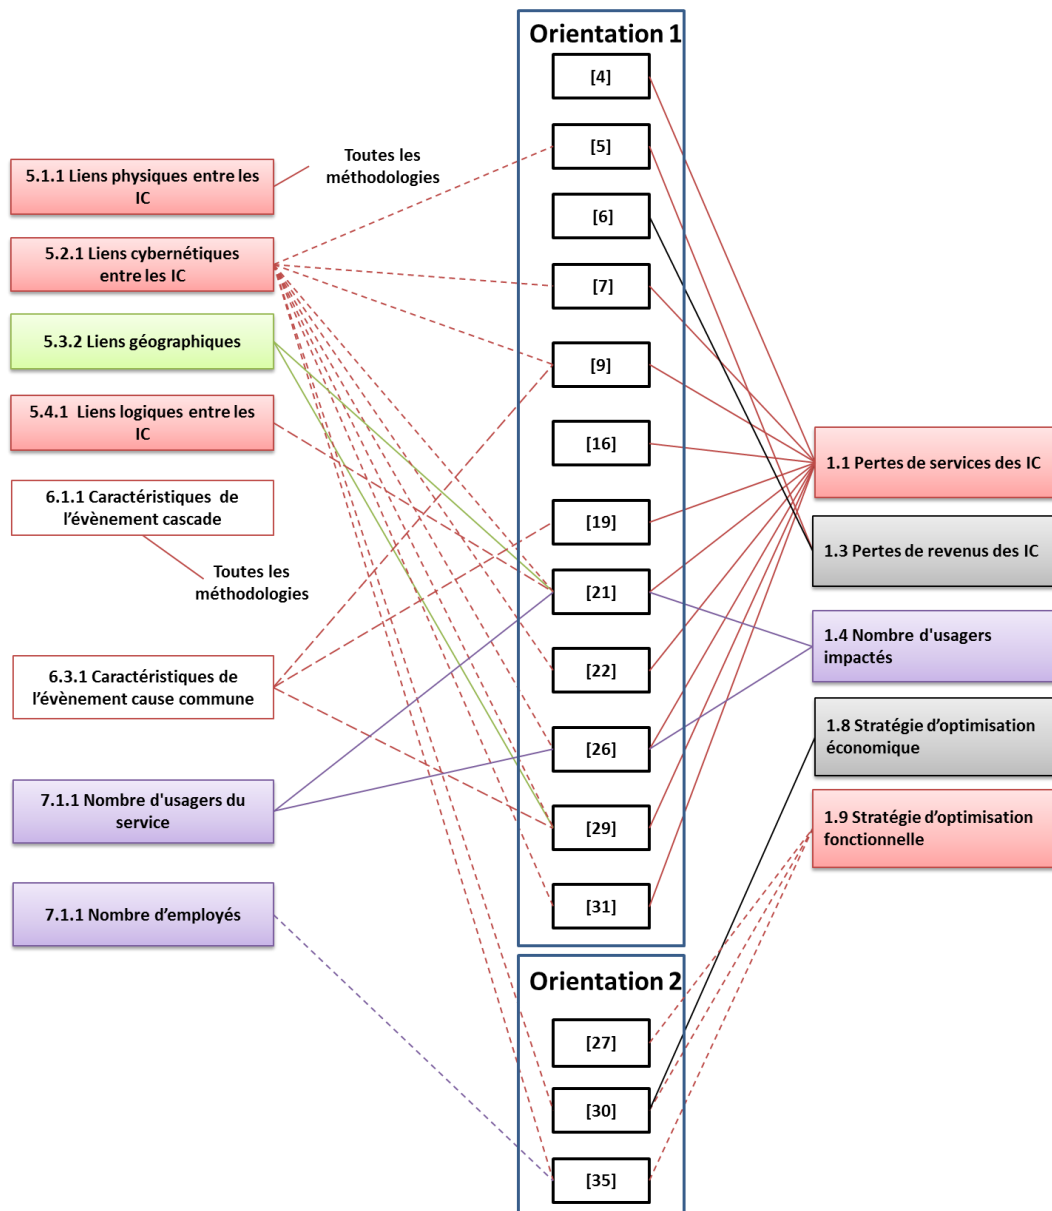 Orientation 1
[4]
[5]
[6]
[7]
[9]
[16]
[19]
[21]
[22]
[26]
[29]
[31]
Orientation 2
[27]
[30]
[35]
5.1.1 Liens physiques entre les
IC
Toutes les
méthodologies
5.2.1 Liens cybernétiques
entre les IC
5.3.2 Liens géographiques
5.4.1 Liens logiques entre les
IC
6.1.1 Caractéristiques de
l’évènement cascade
Toutes les
méthodologies
6.3.1 Caractéristiques de
l’évènement cause commune
7.1.1 Nombre d'usagers du
service
7.1.1 Nombre d’employés
1.1 Pertes de services des IC
1.3 Pertes de revenus des IC
1.4 Nombre d'usagers
impactés
1.8 Stratégie d’optimisation
économique
1.9 Stratégie d’optimisation
fonctionnelle